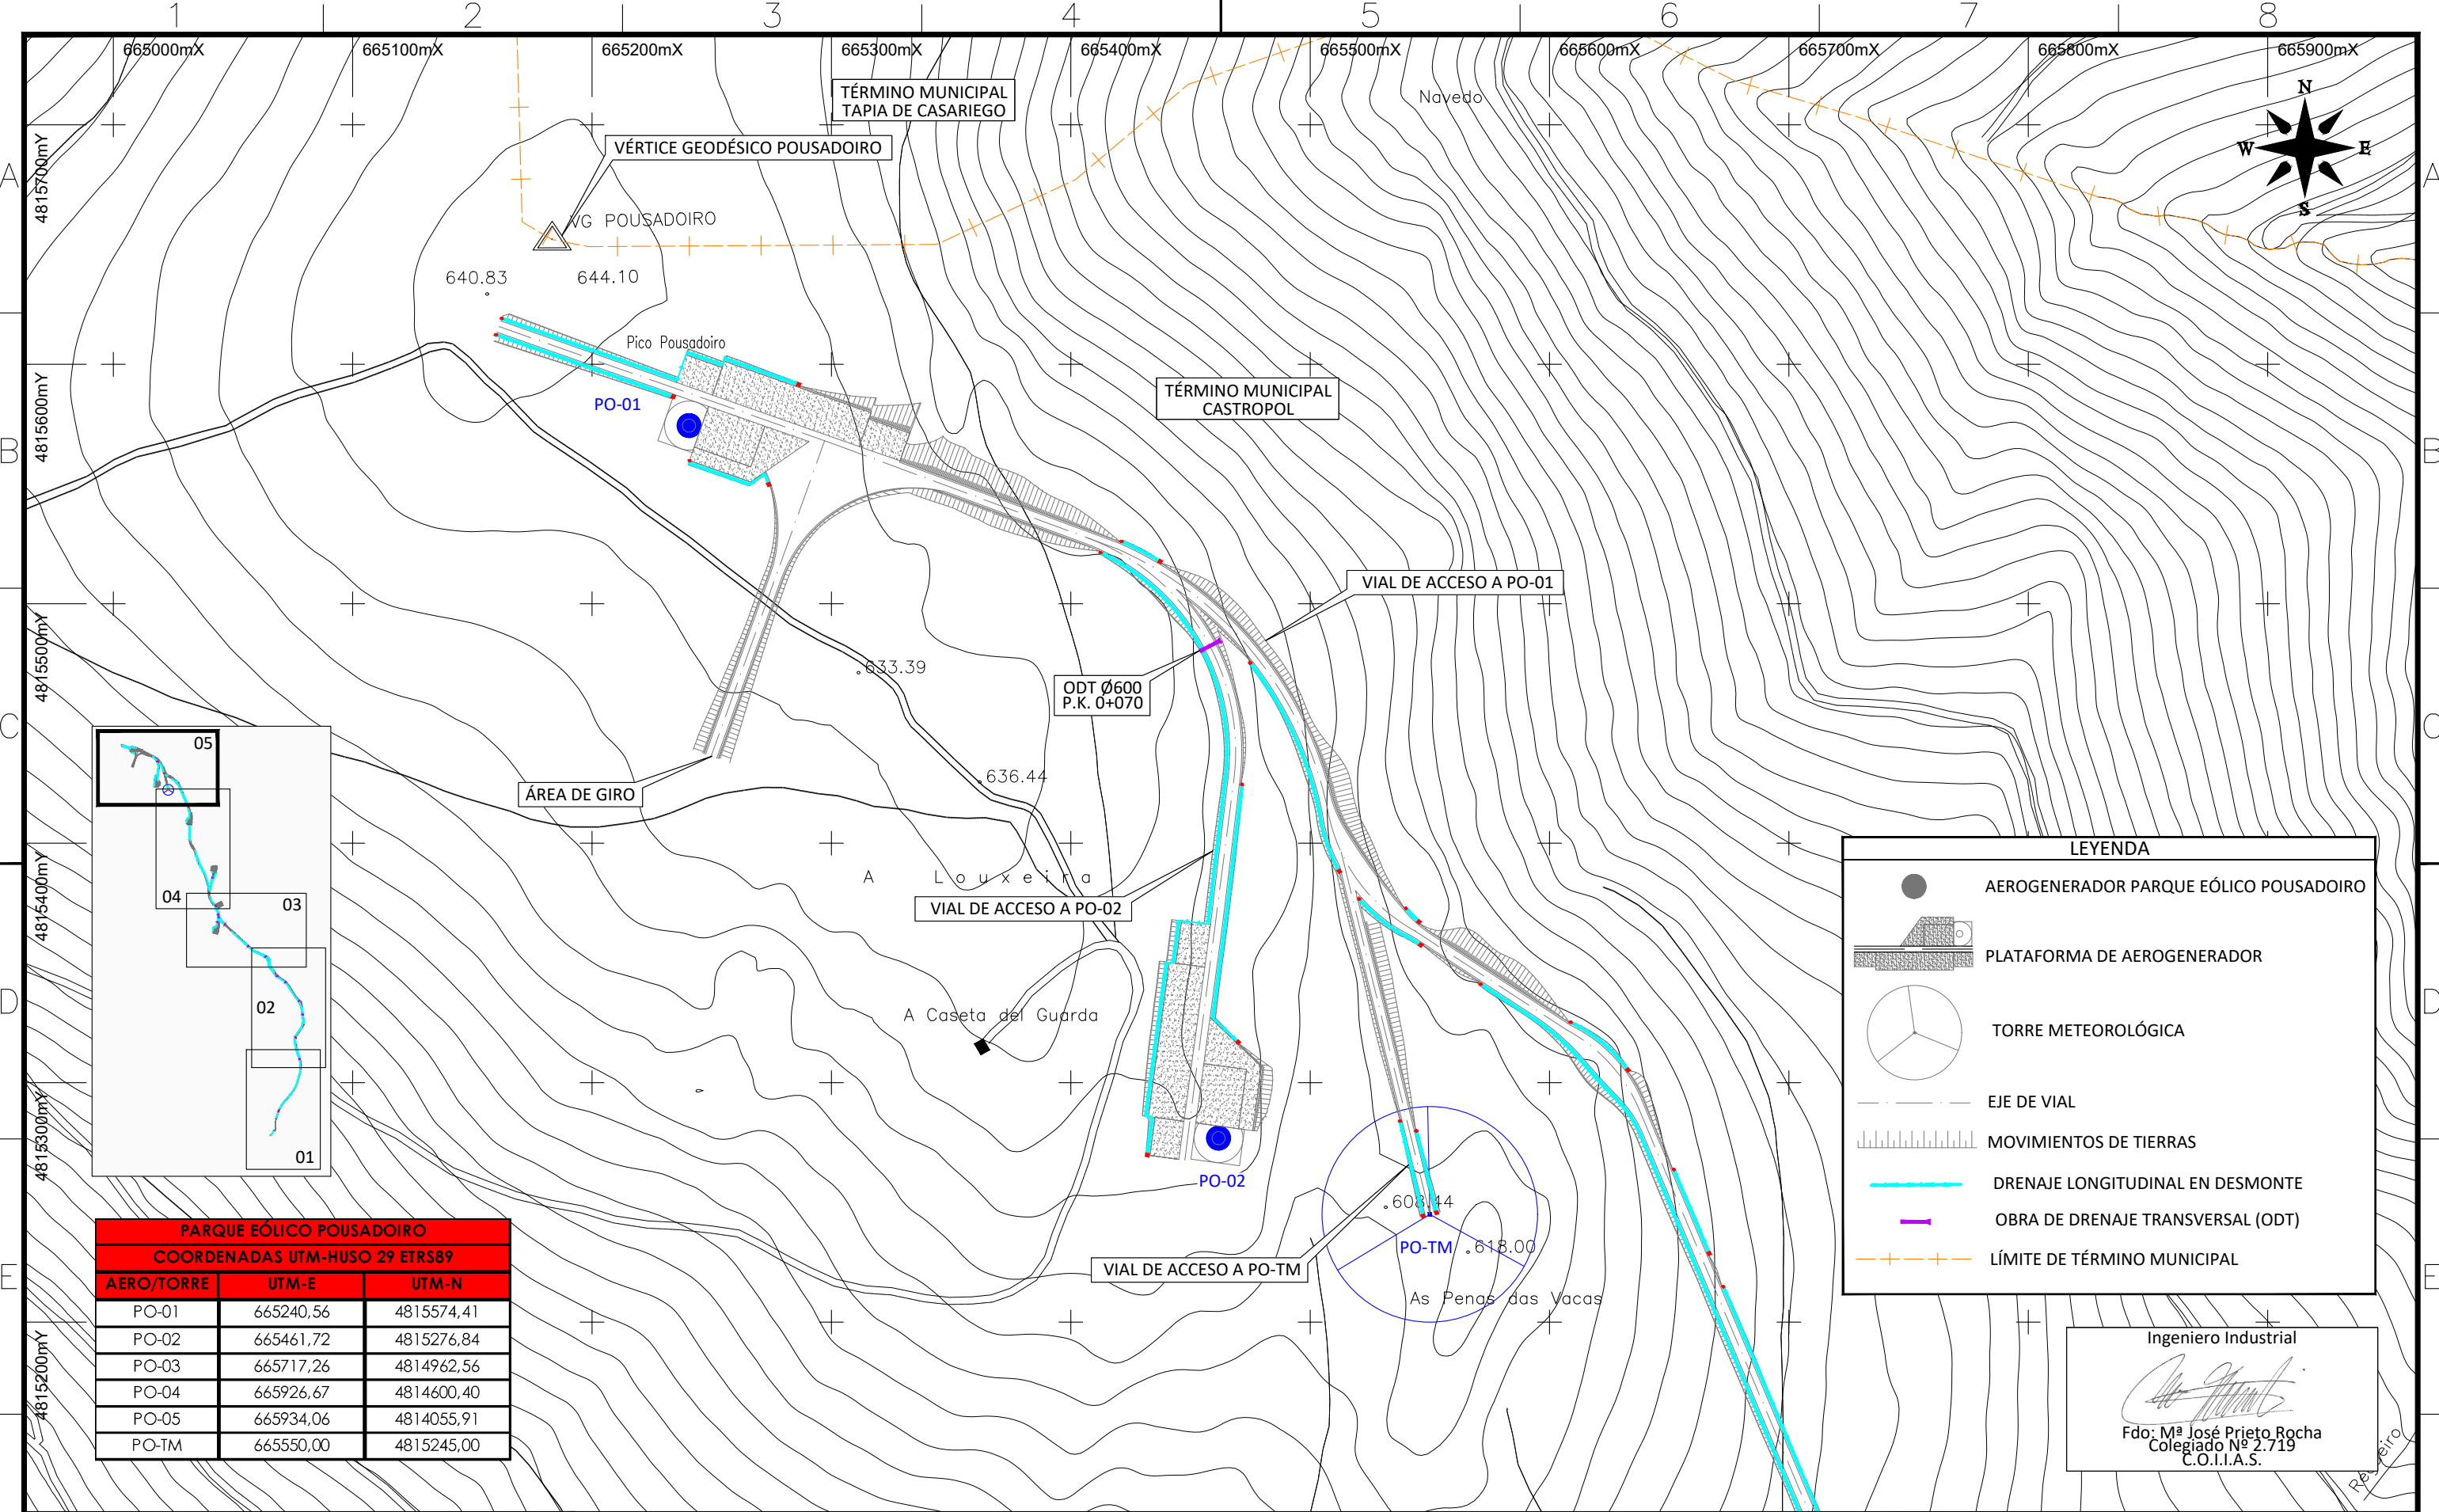 1 2 3 4 5 6 7 8
665000mX 665100mX 665200mX 665300mX 665400mX 665500mX 665600mX 665700mX 665800mX 665900mX
TÉRMINO MUNICIPAL
TAPIA DE CASARIEGO
Navedo
N
W E
S
VÉRTICE GEODÉSICO POUSADOIRO
A A
4815700mY
VG POUSADOIRO
640.83 644.10
Pico Pousadoiro
PO-01
TÉRMINO MUNICIPAL
CASTROPOL
B B
4815600mY
VIAL DE ACCESO A PO-01
4815500mY
633.39
ODT Ø600
P.K. 0+070
C C
636.44
ÁREA DE GIRO
A Louxeira
VIAL DE ACCESO A PO-02
4815400mY
05
04
03
02
01
D D
A Caseta del Guarda
4815300mY
PO-02
608.44
PO-TM
618.00
VIAL DE ACCESO A PO-TM
As Penas das Vacas
E E
4815200mY
LEYENDA
AEROGENERADOR PARQUE EÓLICO POUSADOIRO
PLATAFORMA DE AEROGENERADOR
TORRE METEOROLÓGICA
EJE DE VIAL
MOVIMIENTOS DE TIERRAS
DRENAJE LONGITUDINAL EN DESMONTE
OBRA DE DRENAJE TRANSVERSAL (ODT)
LÍMITE DE TÉRMINO MUNICIPAL
PARQUE EÓLICO POUSADOIRO
COORDENADAS UTM-HUSO 29 ETRS89
AERO/TORRE UTM-E UTM-N
PO-01 665240,56 4815574,41
PO-02 665461,72 4815276,84
PO-03 665717,26 4814962,56
PO-04 665926,67 4814600,40
PO-05 665934,06 4814055,91
PO-TM 665550,00 4815245,00
Ingeniero Industrial
Fdo: Mª José Prieto Rocha
Colegiado Nº 2.719
C.O.I.I.A.S.